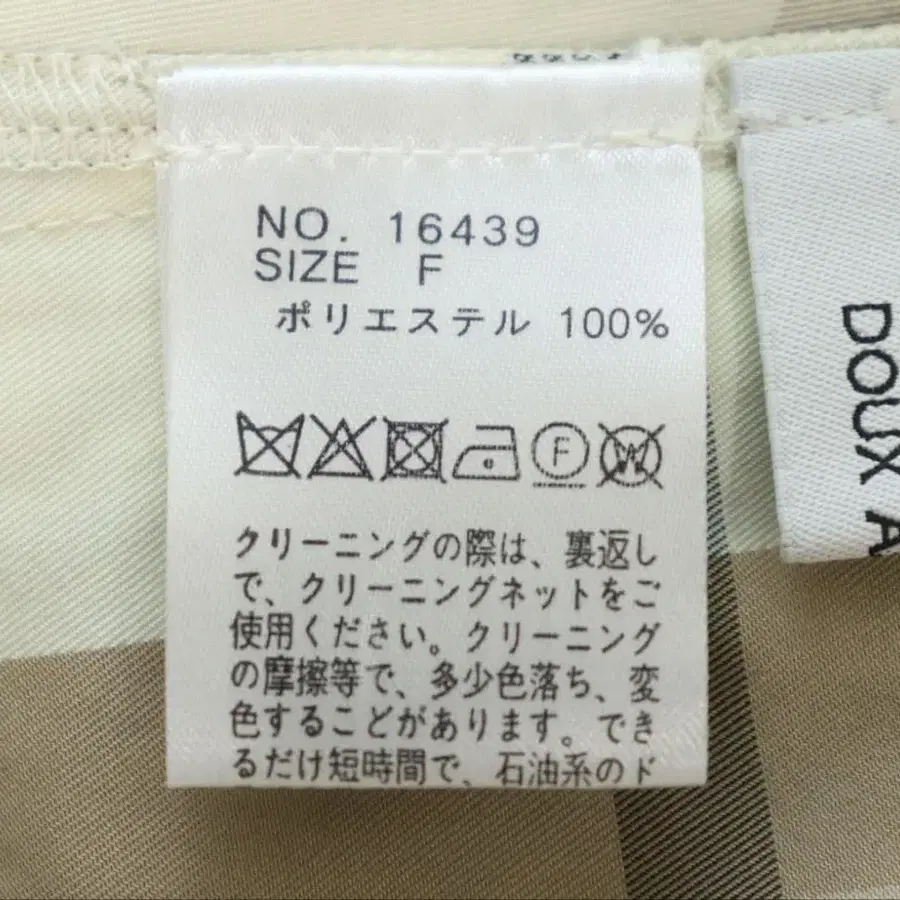 NO. 16439
SIZE F
ポリエステル 100%
F
W
クリーニングの際は、裏返し
で、クリーニングネットをご
使用ください。クリーニング
の摩擦等で、多少色落ち、変
色することがあります。でき
るだけ短時間で、石油系のド
DOUX A